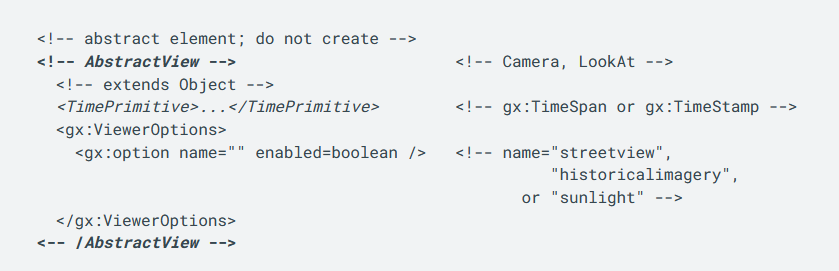 <!-- abstract element; do not create -->
<!-- AbstractView --> <!-- Camera, LookAt -->
<!-- extends Object -->
<TimePrimitive>...</TimePrimitive> <!-- gx:TimeSpan or gx:TimeStamp -->
<gx:ViewerOptions>
<gx:option name="" enabled=boolean /> <!-- name="streetview",
"historicalimagery",
or "sunlight" -->
</gx:ViewerOptions>
<-- /AbstractView -->